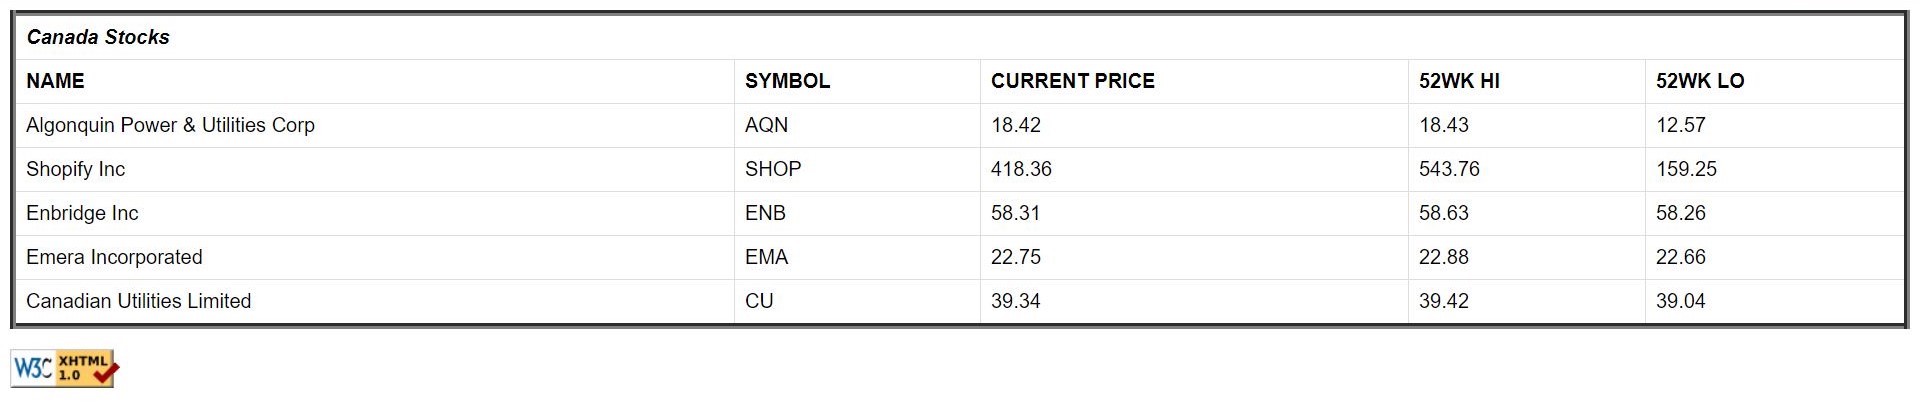 Canada Stocks
NAME SYMBOL CURRENT PRICE 52WK HI 52WK LO
Algonquin Power & Utilities Corp AQN 18.42 18.43 12.57
Shopify Inc SHOP 418.36 543.76 159.25
Enbridge Inc ENB 58.31 58.63 58.26
Emera Incorporated EMA 22.75 22.88 22.66
Canadian Utilities Limited CU 39.34 39.42 39.04
W3C XHTML
1.0